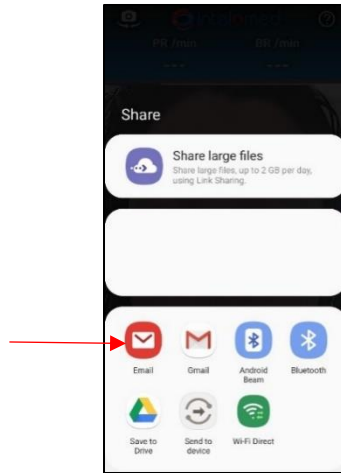 PR /min
BR /min
---
---
Share
Share large files
Share large files, up to 2 GB per day,
using Link Sharing.
Email
Gmail
Android
Beam
Bluetooth
Save to
Drive
Send to
device
Wi-Fi Direct